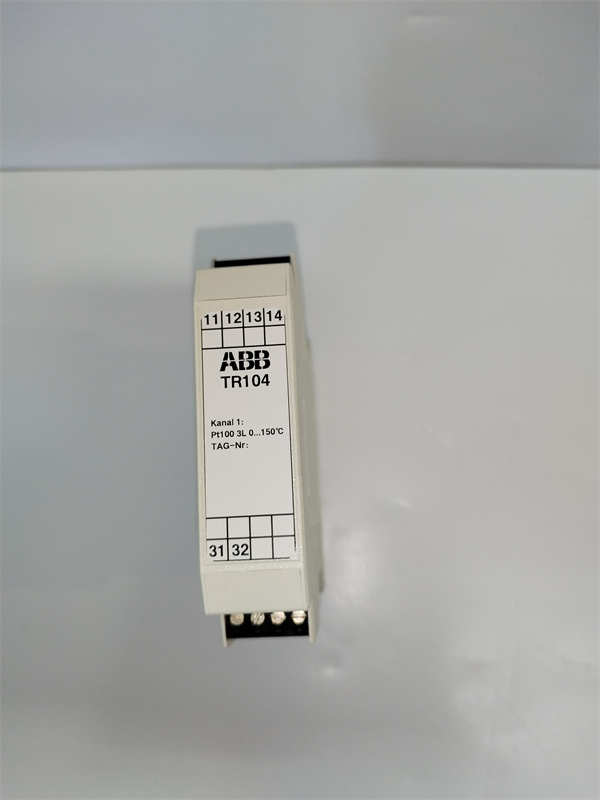 11 12 13 14
ABB
TR104
Kanal 1:
Pt100 3L 0...150°C
TAG-Nr:
31 32